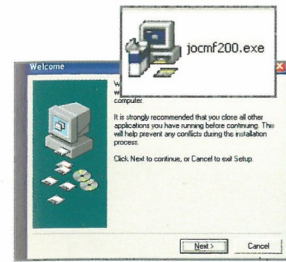 jocmf200.exe
Welcome
computer.
It is strongly recommended that you close all other
applications you have running before continuing. This
will help prevent any conflicts during the installation
process.
Click Next to continue, or Cancel to exit Setup.
Next >
Cancel